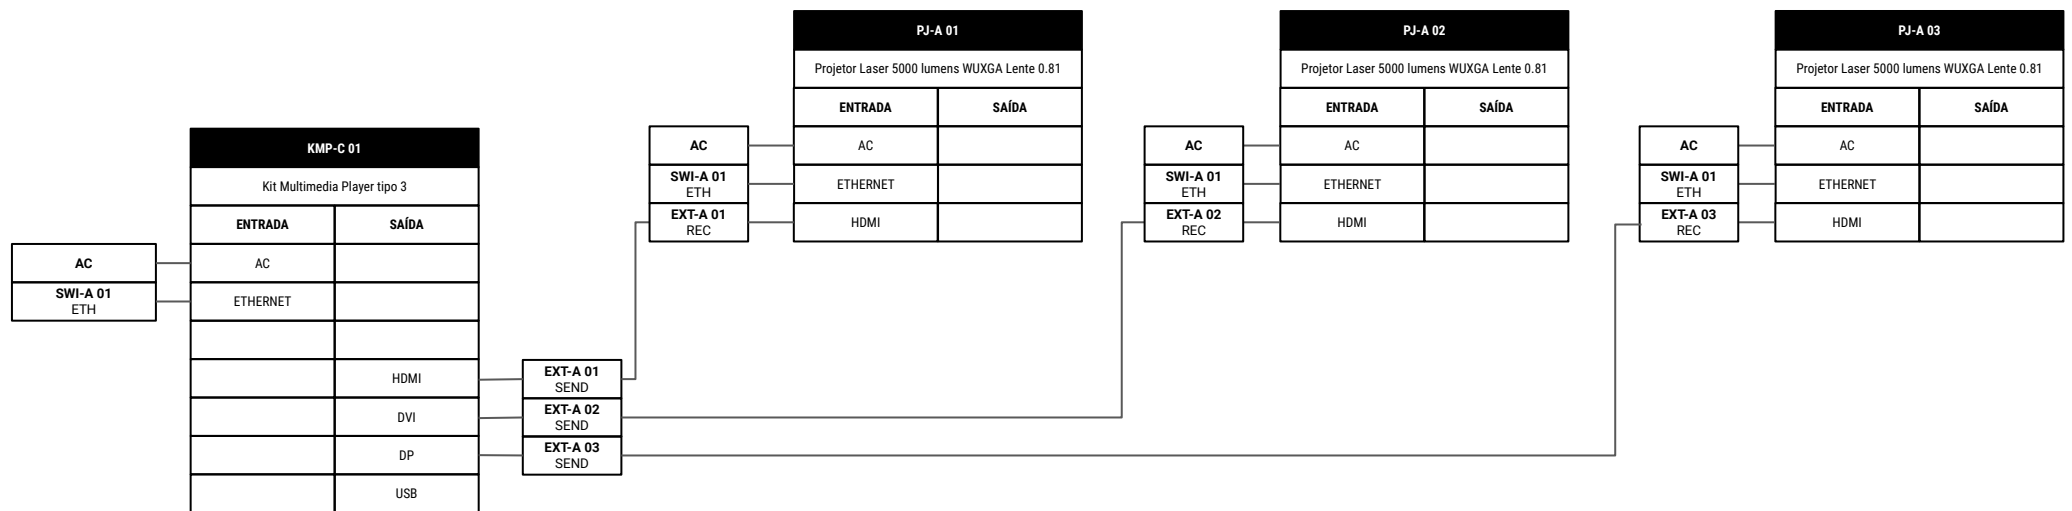 PJ-A 01
Projetor Laser 5000 lumens WUXGA Lente 0.81
ENTRADA
SAÍDA
AC
AC
SWI-A 01
ETH
ETHERNET
EXT-A 01
REC
HDMI
PJ-A 02
Projetor Laser 5000 lumens WUXGA Lente 0.81
ENTRADA
SAÍDA
AC
AC
SWI-A 01
ETH
ETHERNET
EXT-A 02
REC
HDMI
PJ-A 03
Projetor Laser 5000 lumens WUXGA Lente 0.81
ENTRADA
SAÍDA
AC
AC
SWI-A 01
ETH
ETHERNET
EXT-A 03
REC
HDMI
KMP-C 01
Kit Multimedia Player tipo 3
ENTRADA
SAÍDA
AC
AC
SWI-A 01
ETH
ETHERNET
HDMI
EXT-A 01
SEND
DVI
EXT-A 02
SEND
DP
EXT-A 03
SEND
USB